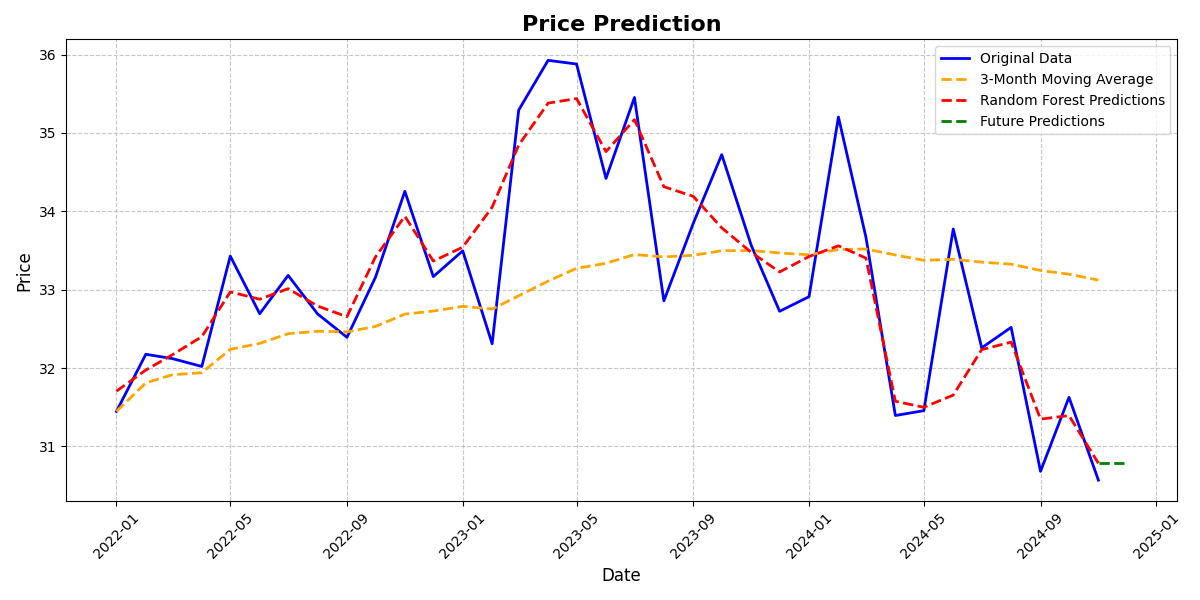 Price Prediction
Original Data
3-Month Moving Average
Random Forest Predictions
Future Predictions
Price
36
35
34
33
32
31
2022-01
2022-05
2022-09
2023-01
2023-05
2023-09
2024-01
2024-05
2024-09
2025-01
Date